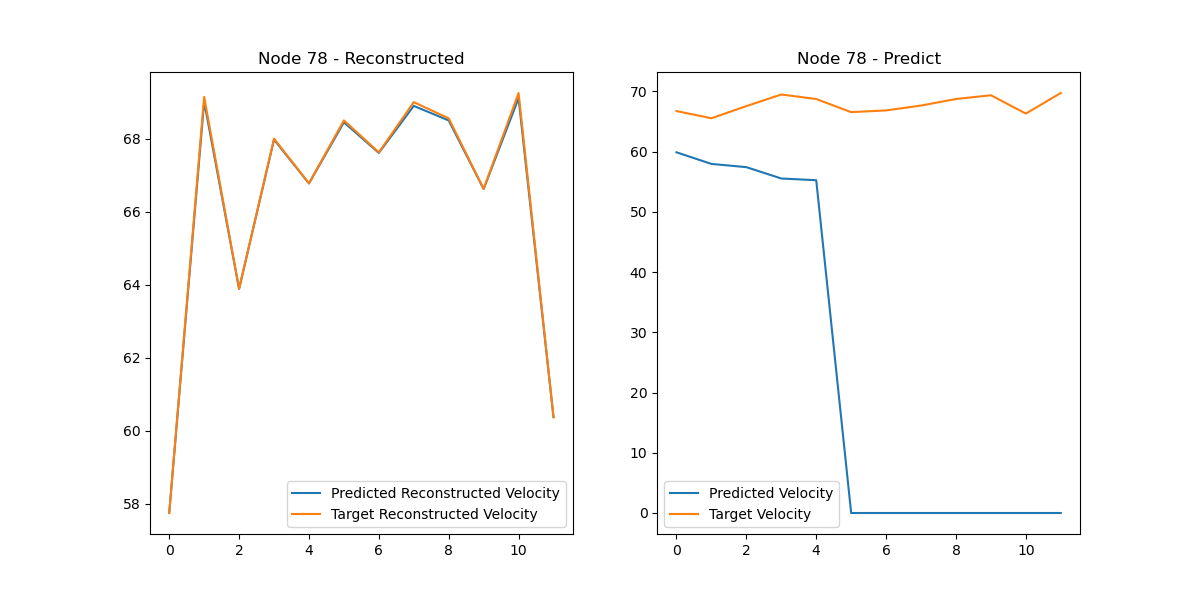 Node 78 - Reconstructed
68
66
64
62
60
58
0 2 4 6 8 10
Predicted Reconstructed Velocity
Target Reconstructed Velocity
Node 78 - Predict
70
60
50
40
30
20
10
0
0 2 4 6 8 10
Predicted Velocity
Target Velocity